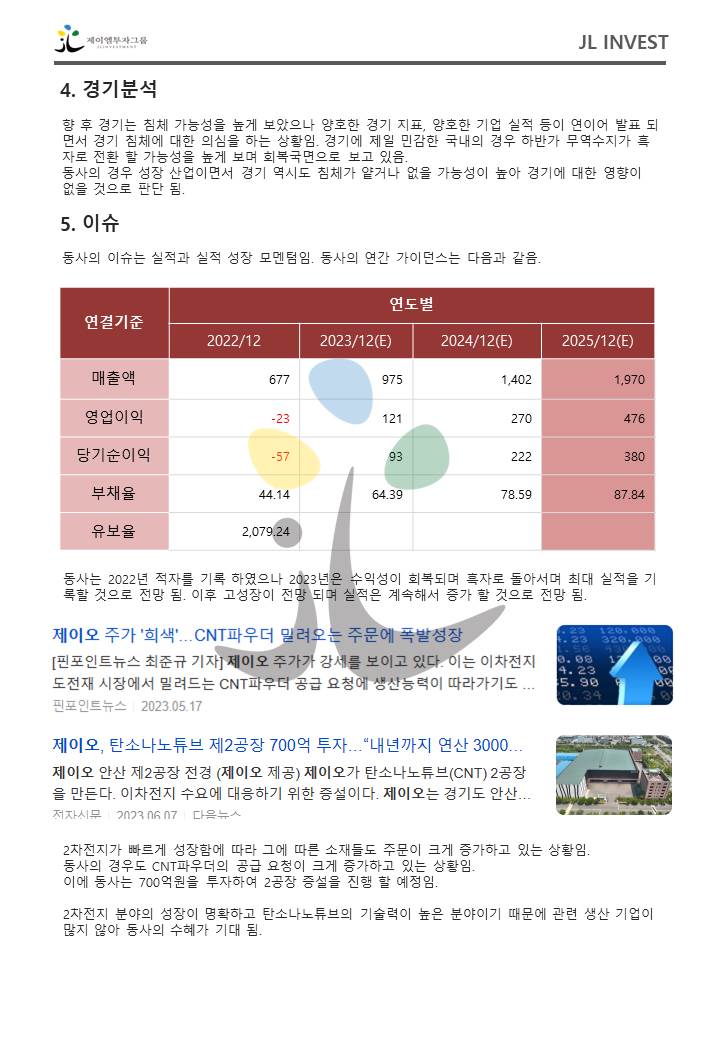 제이엘투자그룹
JL INVESTMENT
JL INVEST
4. 경기분석
향 후 경기는 침체 가능성을 높게 보았으나 양호한 경기 지표, 양호한 기업 실적 등이 연이어 발표 되
면서 경기 침체에 대한 의심을 하는 상황임. 경기에 제일 민감한 국내의 경우 하반가 무역수지가 흑
자로 전환 할 가능성을 높게 보며 회복국면으로 보고 있음.
동사의 경우 성장 산업이면서 경기 역시도 침체가 얕거나 없을 가능성이 높아 경기에 대한 영향이
없을 것으로 판단 됨.
5. 이슈
동사의 이슈는 실적과 실적 성장 모멘텀임. 동사의 연간 가이던스는 다음과 같음.
연결기준 연도별
2022/12 2023/12(E) 2024/12(E) 2025/12(E)
매출액 677 975 1,402 1,970
영업이익 -23 121 270 476
당기순이익 -57 93 222 380
부채율 44.14 64.39 78.59 87.84
유보율 2,079.24
동사는 2022년 적자를 기록 하였으나 2023년은 수익성이 회복되며 흑자로 돌아서며 최대 실적을 기
록할 것으로 전망 됨. 이후 고성장이 전망 되며 실적은 계속해서 증가 할 것으로 전망 됨.
제이오 주가 '희색'…CNT파우더 밀려오는 주문에 폭발성장
[핀포인트뉴스 최준규 기자] 제이오 주가가 강세를 보이고 있다. 이는 이차전지
도전재 시장에서 밀려드는 CNT파우더 공급 요청에 생산능력이 따라가기도 ...
핀포인트뉴스 2023.05.17
제이오, 탄소나노튜브 제2공장 700억 투자…“내년까지 연산 3000...
제이오 안산 제2공장 전경 (제이오 제공) 제이오가 탄소나노튜브(CNT) 2공장
을 만든다. 이차전지 수요에 대응하기 위한 증설이다. 제이오는 경기도 안산...
전자신문 2023.06.07 다음뉴스
2차전지가 빠르게 성장함에 따라 그에 따른 소재들도 주문이 크게 증가하고 있는 상황임.
동사의 경우도 CNT파우더의 공급 요청이 크게 증가하고 있는 상황임.
이에 동사는 700억원을 투자하여 2공장 증설을 진행 할 예정임.
2차전지 분야의 성장이 명확하고 탄소나노튜브의 기술력이 높은 분야이기 때문에 관련 생산 기업이
많지 않아 동사의 수혜가 기대 됨.